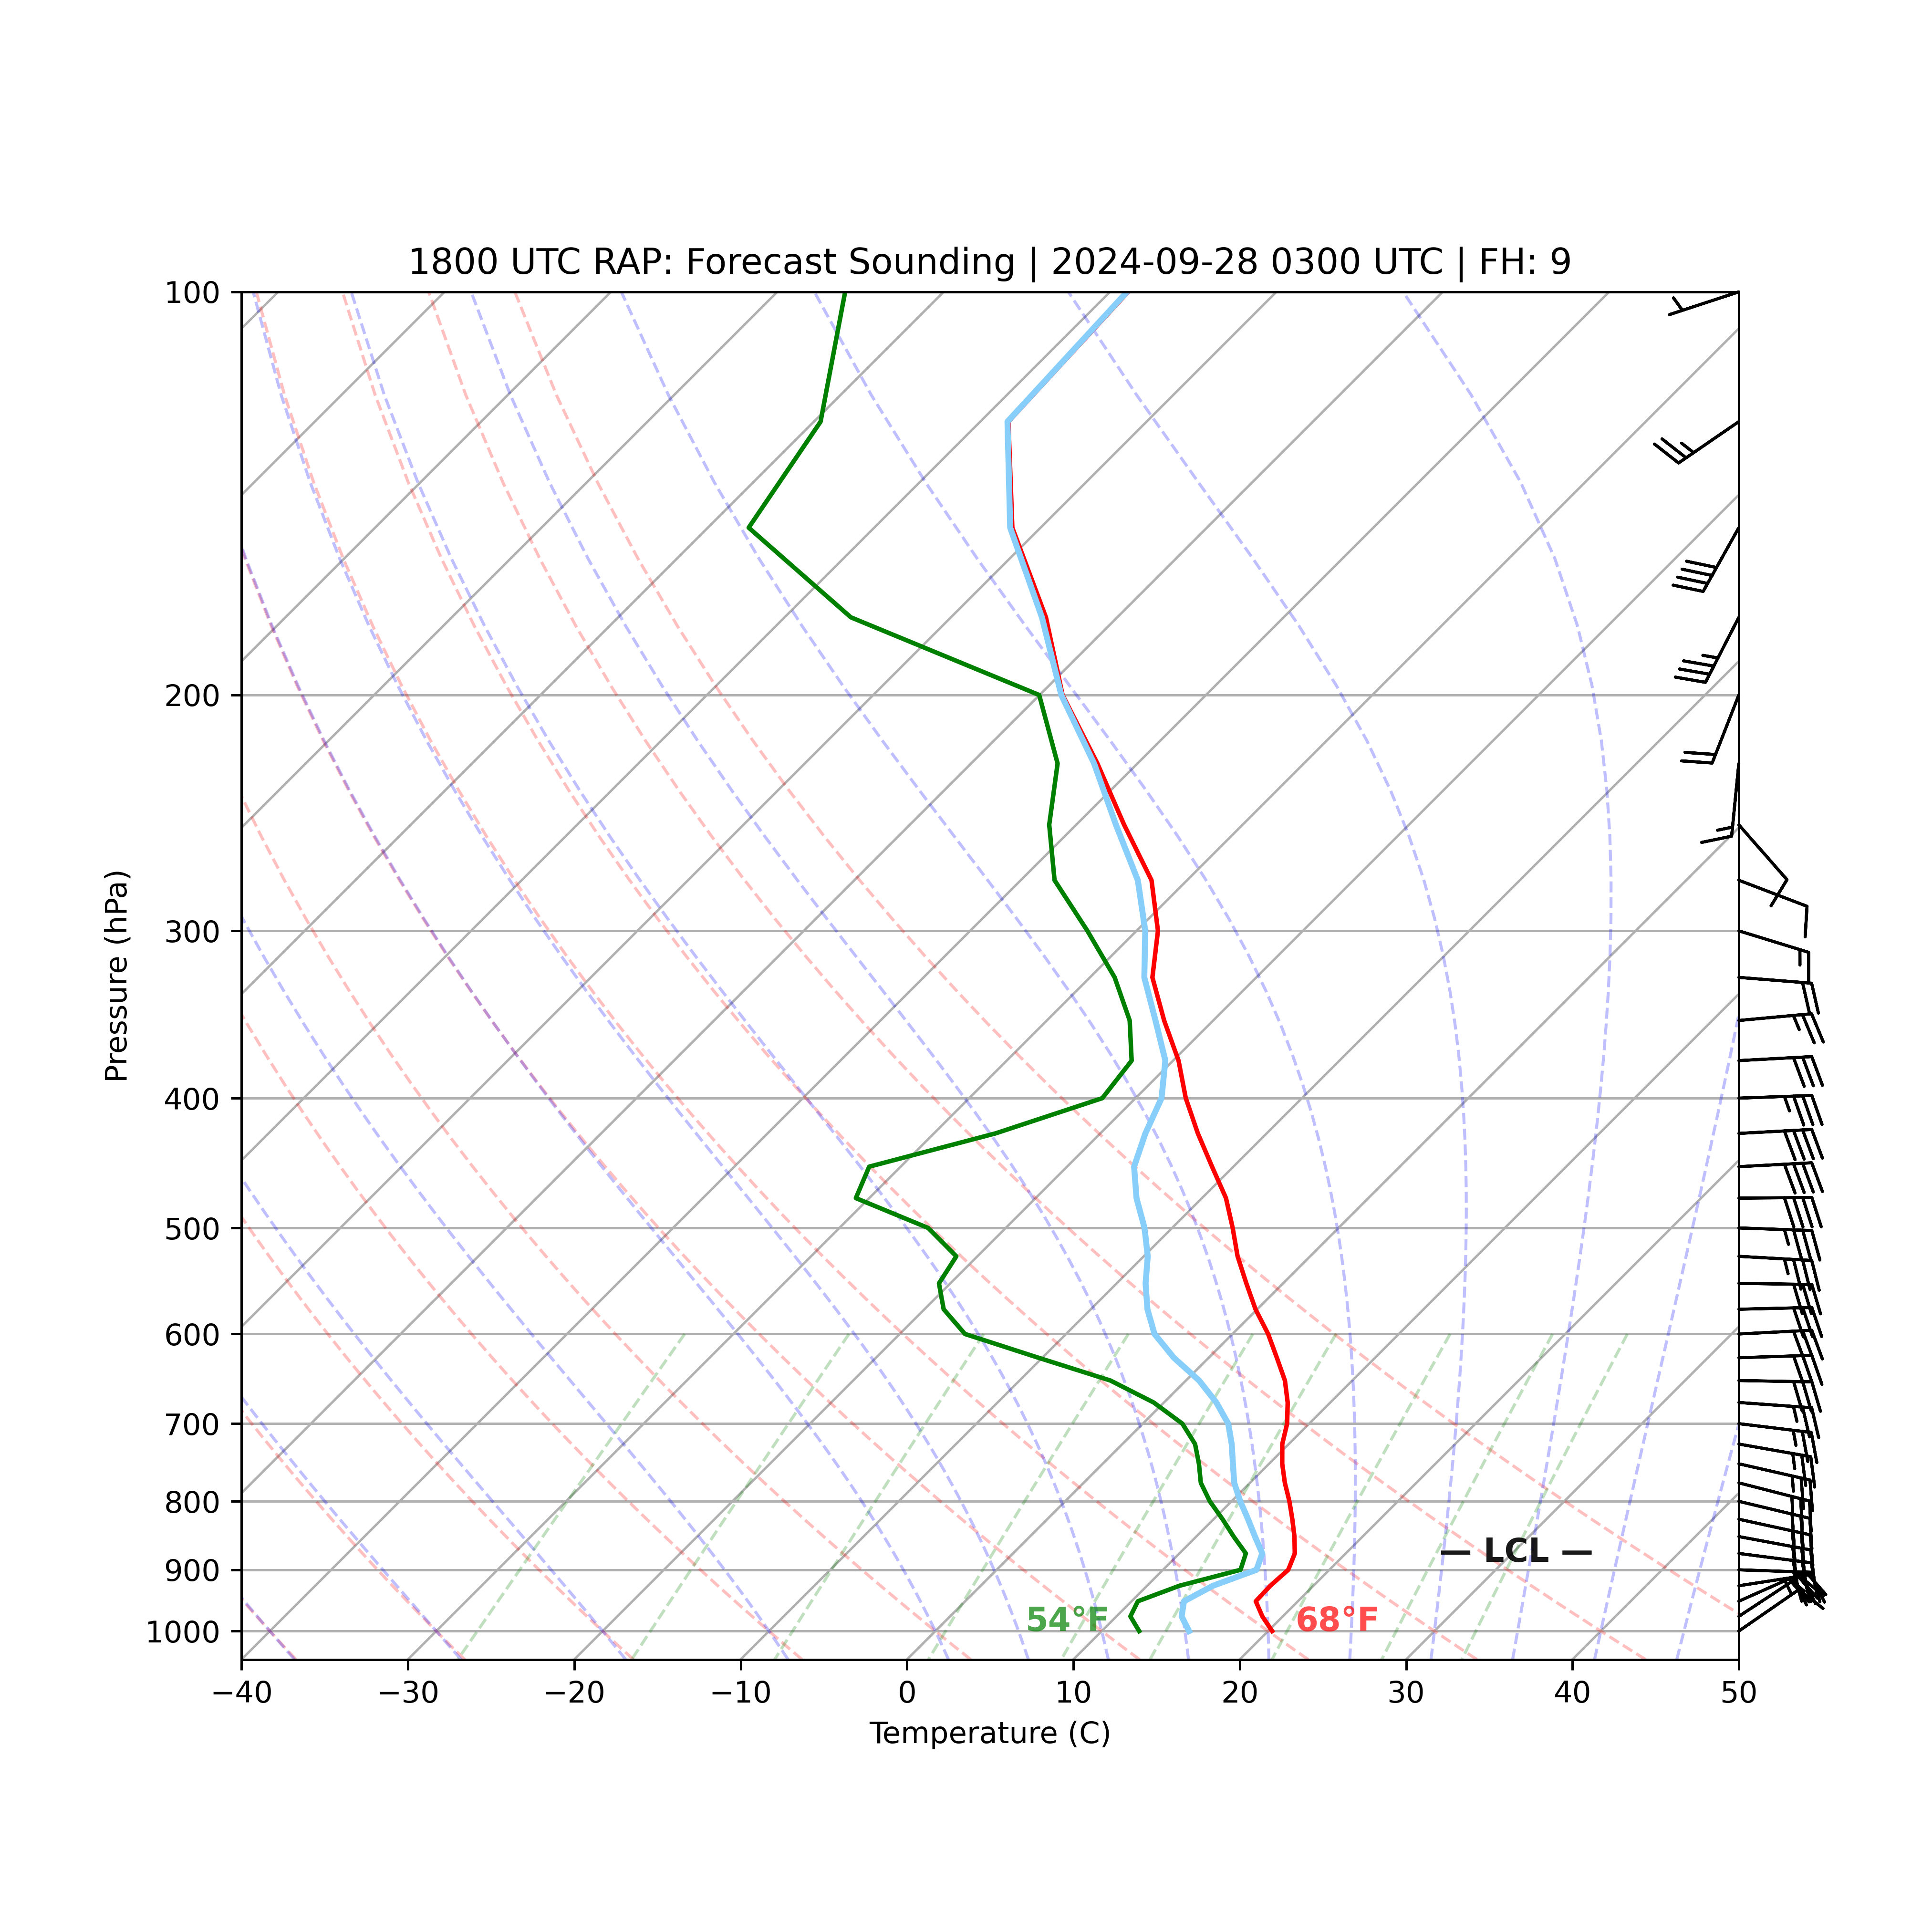 1800 UTC RAP: Forecast Sounding | 2024-09-28 0300 UTC | FH: 9
100
200
300
400
500
600
700
800
900
1000
Pressure (hPa)
— LCL —
54°F 68°F
−40 −30 −20 −10 0 10 20 30 40 50
Temperature (C)